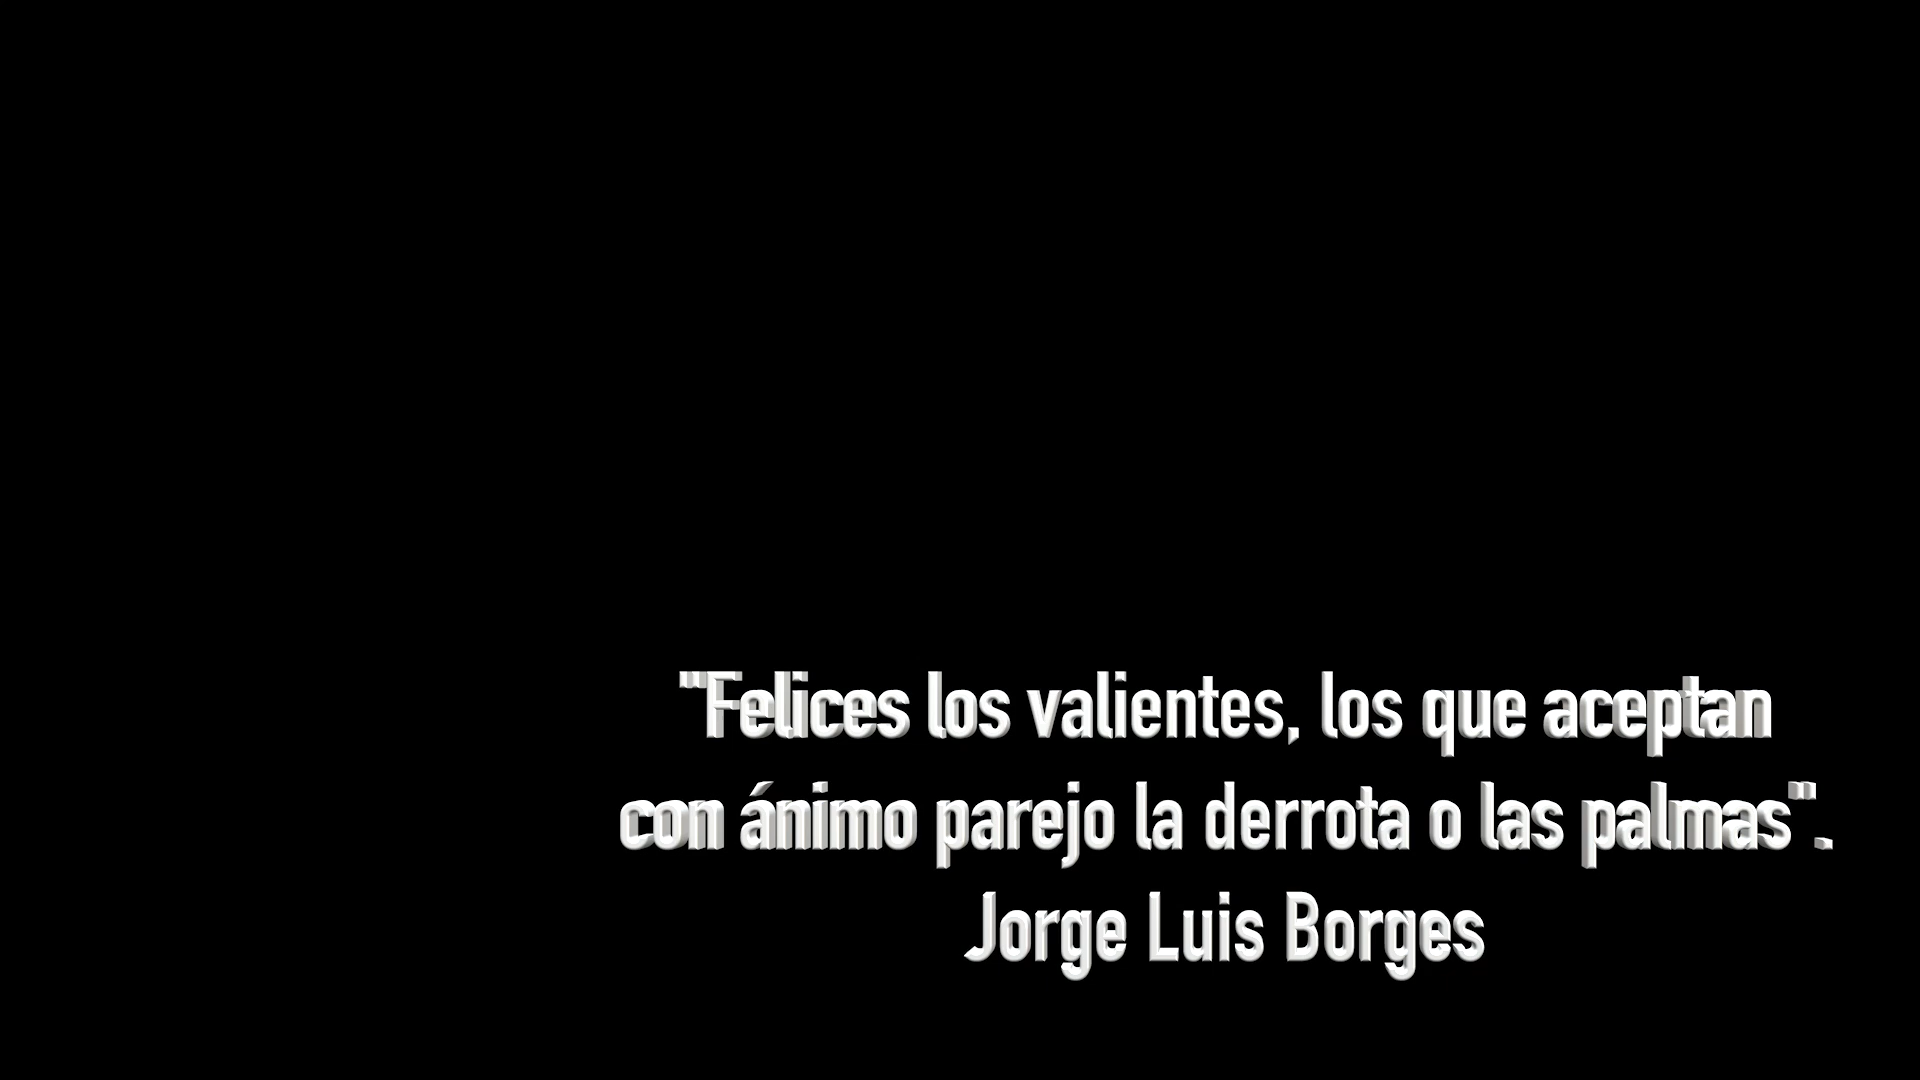 "Felices los valientes, los que aceptan
con ánimo parejo la derrota o las palmas".
Jorge Luis Borges